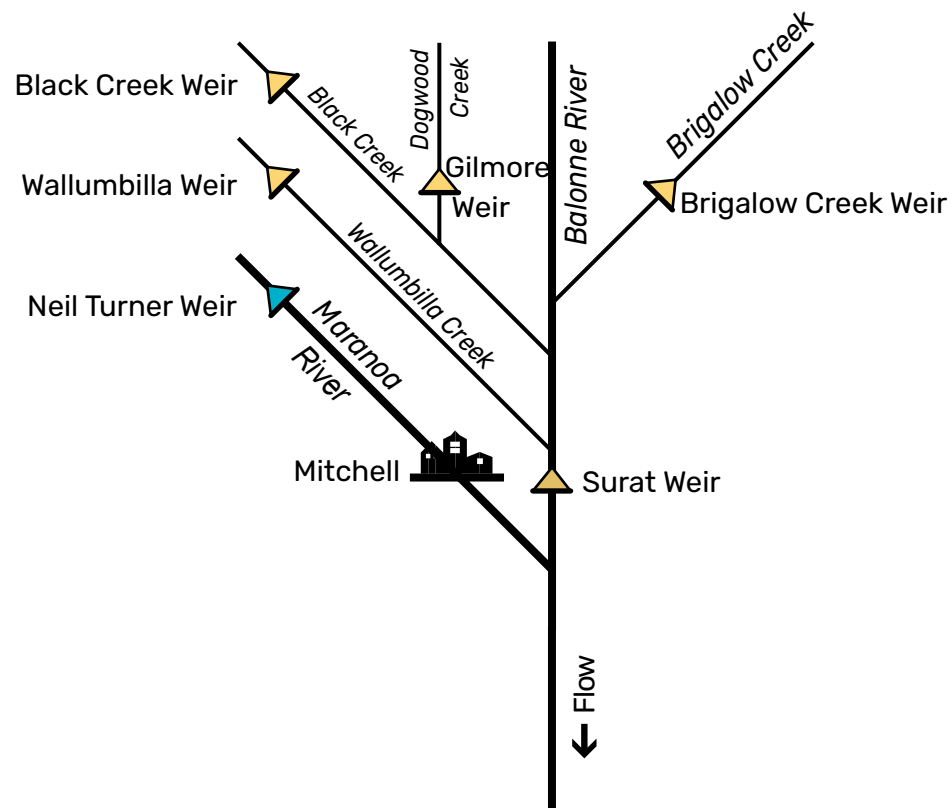 Black Creek Weir
Black Creek
Dogwood
Creek
Gilmore
Weir
Balonne River
Brigalow Creek
Brigalow Creek Weir
Wallumbilla Weir
Wallumbilla Creek
Neil Turner Weir
Maranoa
River
Mitchell
Surat Weir
Flow